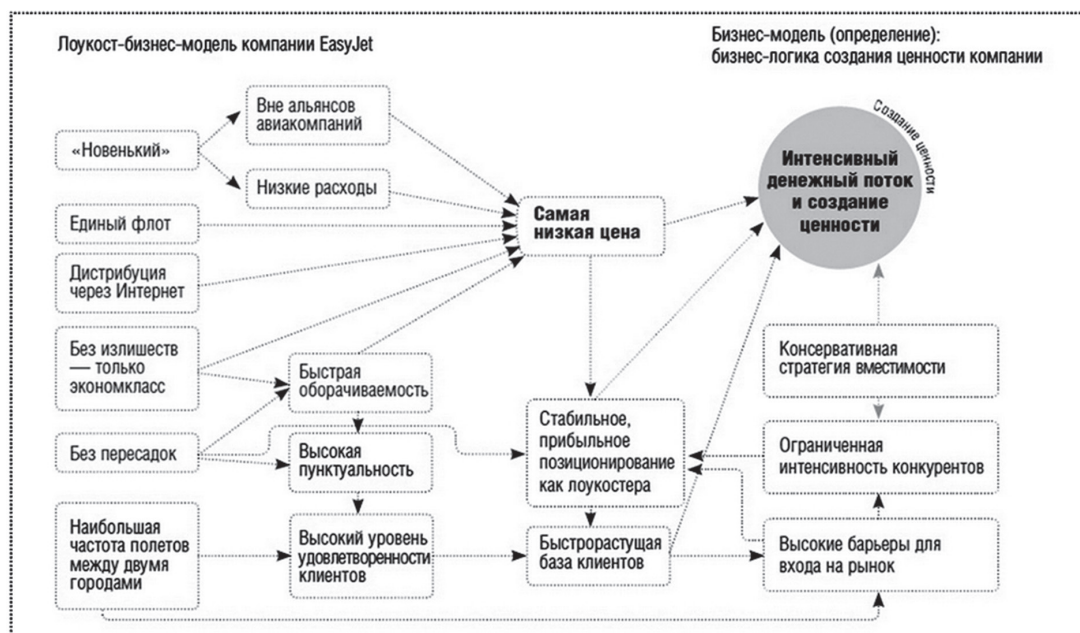 Лоукост-бизнес-модель компании EasyJet
Бизнес-модель (определение):
бизнес-логика создания ценности компании
Вне альянсов
авиакомпаний
«Новенький»
Низкие расходы
Единый флот
Дистрибуция
через Интернет
Без излишеств
— только
экономкласс
Без пересадок
Наибольшая
частота полетов
между двумя
городами
Быстрая
оборачиваемость
Высокая
пунктуальность
Высокий уровень
удовлетворенности
клиентов
Самая
низкая цена
Стабильное,
прибыльное
позиционирование
как лоукостера
Быстрорастущая
база клиентов
Создание ценности
Интенсивный
денежный поток
и создание
ценности
Консервативная
стратегия вместимости
Ограниченная
интенсивность конкурентов
Высокие барьеры для
входа на рынок